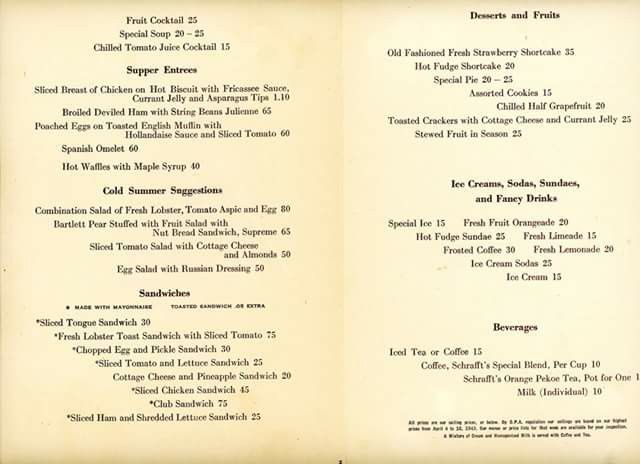 Fruit Cocktail 25
Special Soup 20 – 25
Chilled Tomato Juice Cocktail 15
Supper Entrees
Sliced Breast of Chicken on Hot Biscuit with Fricassee Sauce,
Currant Jelly and Asparagus Tips 1.10
Broiled Deviled Ham with String Beans Julienne 65
Poached Eggs on Toasted English Muffin with
Hollandaise Sauce and Sliced Tomato 60
Spanish Omelet 60
Hot Waffles with Maple Syrup 40
Cold Summer Snggestions
Combination Salad of Fresh Lobster, Tomato Aspic and Egg 80
Bartlett Pear Stuffed with Fruit Salad with
Nut Bread Sandwich, Supreme 65
Sliced Tomato Salad with Cottage Cheese
and Almonds 50
Egg Salad with Russian Dressing 50
Sandwiches
* MADE WITH MAYONNAISE TOASTED SANDWICH .05 EXTRA
*Sliced Tongue Sandwich 30
*Fresh Lobster Toast Sandwich with Sliced Tomato 75
*Chopped Egg and Pickle Sandwich 30
*Sliced Tomato and Lettuce Sandwich 25
Cottage Cheese and Pineapple Sandwich 20
*Sliced Chicken Sandwich 45
*Club Sandwich 75
*Sliced Ham and Shredded Lettuce Sandwich 25
Desserts and Fruits
Old Fashioned Fresh Strawberry Shortcake 35
Hot Fudge Shortcake 20
Special Pie 20 – 25
Assorted Cookies 15
Chilled Half Grapefruit 20
Toasted Crackers with Cottage Cheese and Currant Jelly 25
Stewed Fruit in Season 25
Ice Creams, Sodas, Sundaes,
and Fancy Drinks
Special Ice 15 Fresh Fruit Orangeade 20
Hot Fudge Sundae 25 Fresh Limeade 15
Frosted Coffee 30 Fresh Lemonade 20
Ice Cream Sodas 25
Ice Cream 15
Beverages
Iced Tea or Coffee 15
Coffee, Schrafft's Special Blend, Per Cup 10
Schrafft's Orange Pekoe Tea, Pot for One 1
Milk (Individual) 10
All prices are our ceiling prices, or below. By O.P.A. regulation our ceilings are based on our highest
prices from April 4 to 10, 1943. Our menus or price lists for that week are available for your inspection.
A Mixture of Cream and Homogenized Milk is served with Coffee and Tea.